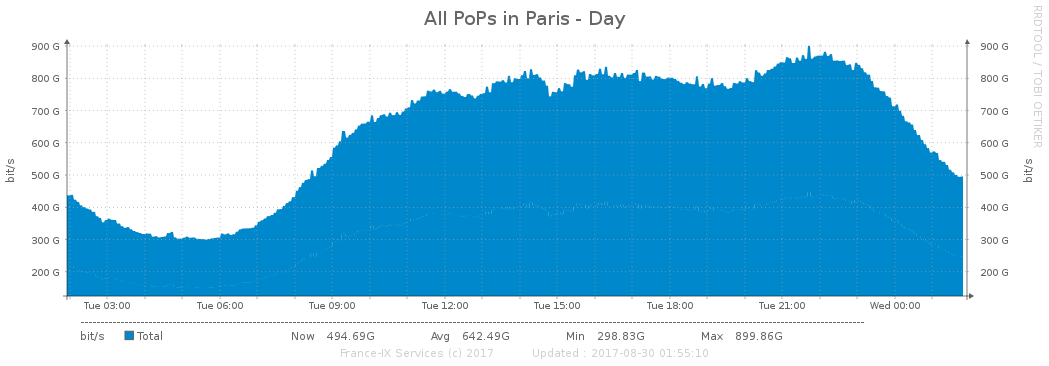 All PoPs in Paris - Day
RRDTOOL / TOBI OETIKER
bit/s
900 G
800 G
700 G
600 G
500 G
400 G
300 G
200 G
900 G
800 G
700 G
600 G
500 G
400 G
300 G
200 G
bit/s
Tue 03:00 Tue 06:00 Tue 09:00 Tue 12:00 Tue 15:00 Tue 18:00 Tue 21:00 Wed 00:00
bit/s Total Now 494.69G Avg 642.49G Min 298.83G Max 899.86G
France-IX Services (c) 2017 Updated : 2017-08-30 01:55:10